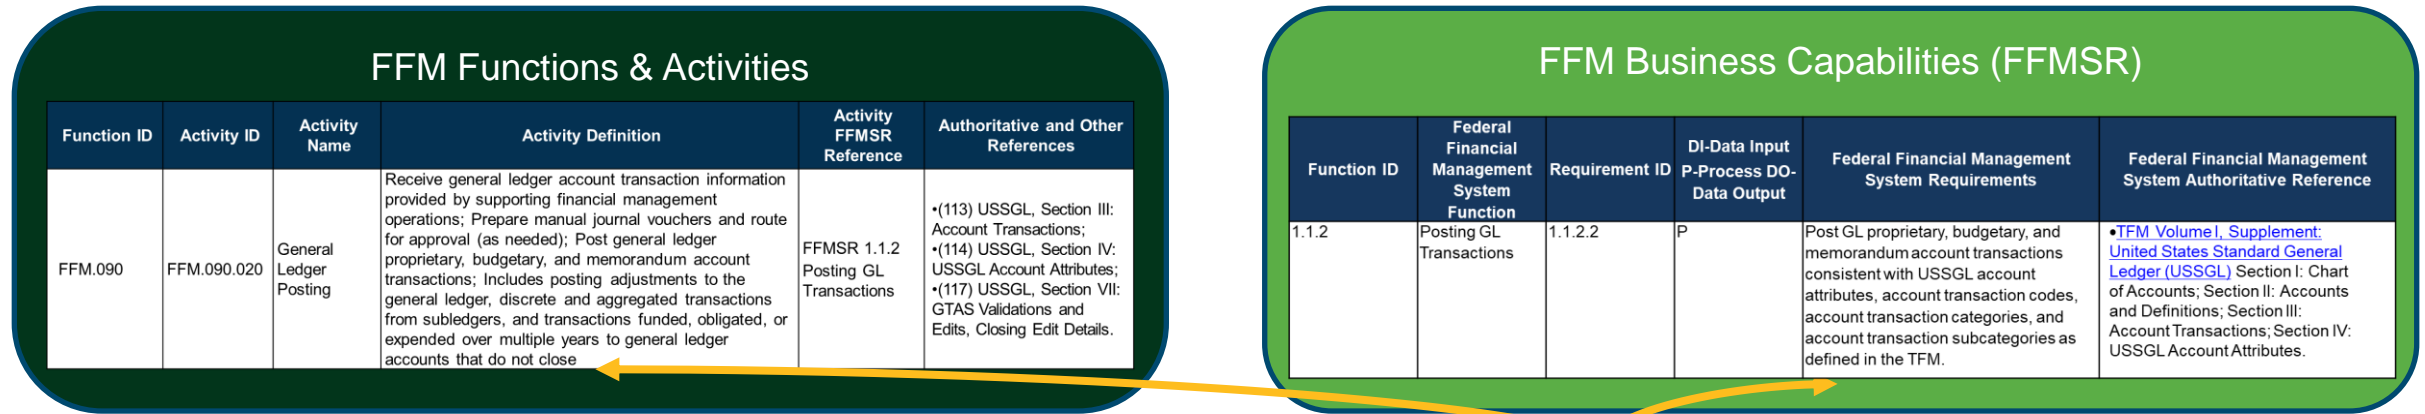 FFM Functions & Activities
Function ID
Activity ID
Activity
Name
Activity Definition
Activity
FFMSR
Reference
Authoritative and Other
References
FFM.090
FFM.090.020
General
Ledger
Posting
Receive general ledger account transaction information
provided by supporting financial management
operations; Prepare manual journal vouchers and route
for approval (as needed); Post general ledger
proprietary, budgetary, and memorandum account
transactions; Includes posting adjustments to the
general ledger, discrete and aggregated transactions
from subledgers, and transactions funded, obligated, or
expended over multiple years to general ledger
accounts that do not close
FFMSR 1.1.2
Posting GL
Transactions
•(113) USSGL, Section III:
Account Transactions;
•(114) USSGL, Section IV:
USSGL Account Attributes;
•(117) USSGL, Section VII:
GTAS Validations and
Edits, Closing Edit Details.
FFM Business Capabilities (FFMSR)
Function ID
Federal
Financial
Management
System
Function
Requirement ID
DI-Data Input
P-Process DO-
Data Output
Federal Financial Management
System Requirements
Federal Financial Management
System Authoritative Reference
1.1.2
Posting GL
Transactions
1.1.2.2
P
Post GL proprietary, budgetary, and
memorandum account transactions
consistent with USSGL account
attributes, account transaction codes,
account transaction categories, and
account transaction subcategories as
defined in the TFM.
•TFM Volume I, Supplement:
United States Standard General
Ledger (USSGL) Section I: Chart
of Accounts; Section II: Accounts
and Definitions; Section III:
Account Transactions; Section IV:
USSGL Account Attributes.